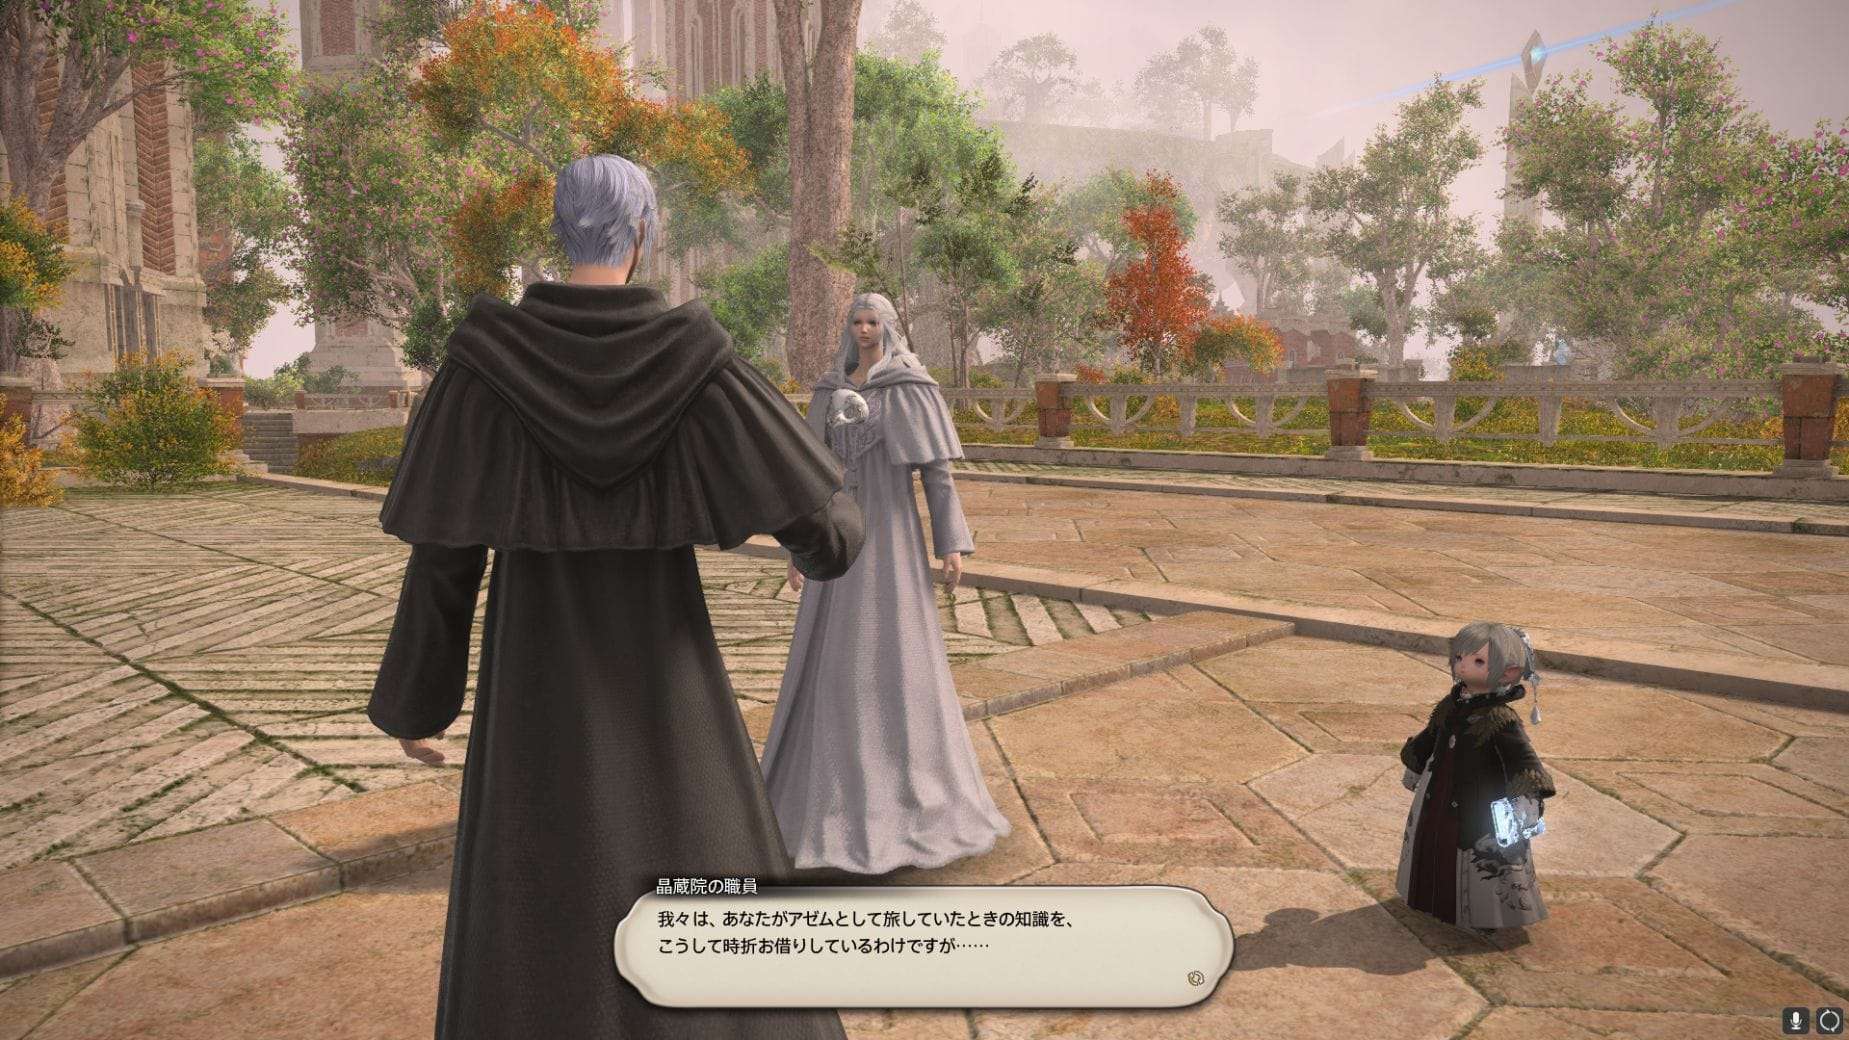 晶蔵院の職員
我々は、あなたがアゼムとして旅していたときの知識を、
こうして時折お借りしているわけですが……